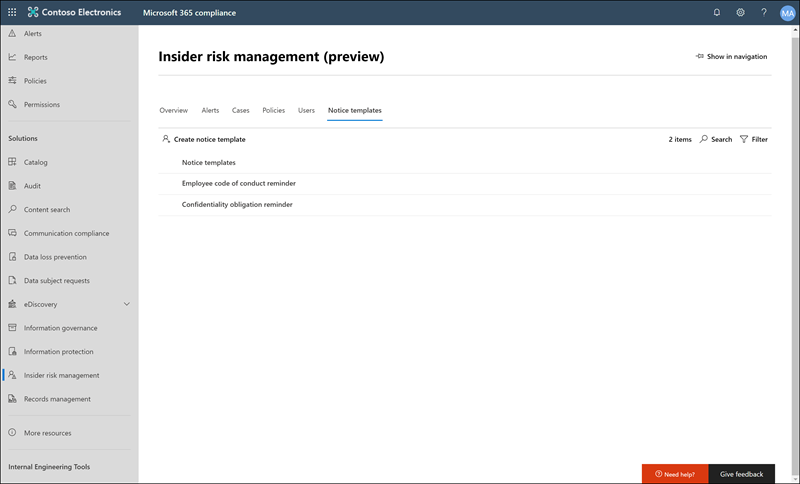 Contoso Electronics
Microsoft 365 compliance
?
MA
Alerts
Reports
Policies
Permissions
Solutions
Catalog
Audit
Content search
Communication compliance
Data loss prevention
Data subject requests
eDiscovery
Information governance
Information protection
Insider risk management
Records management
More resources
Internal Engineering Tools
Insider risk management (preview)
Show in navigation
Overview Alerts Cases Policies Users Notice templates
Create notice template
2 items Search Filter
Notice templates
Employee code of conduct reminder
Confidentiality obligation reminder
Need help? Give feedback